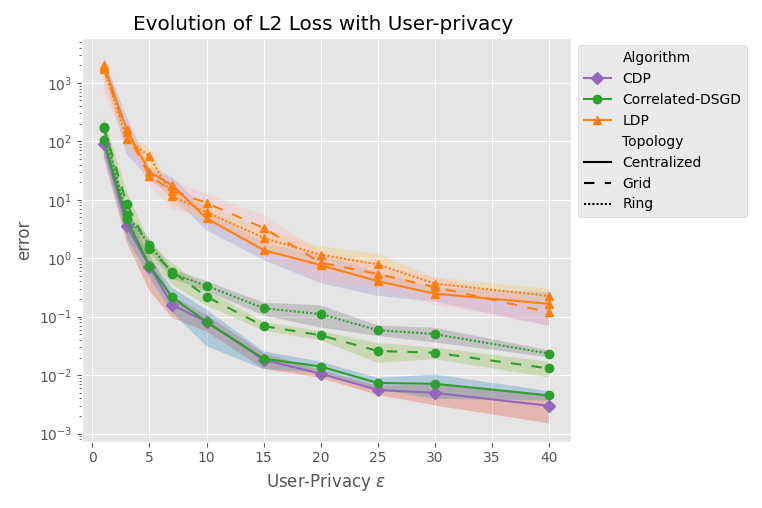 Evolution of L2 Loss with User-privacy
error
10³
10²
10¹
10⁰
10⁻¹
10⁻²
10⁻³
0 5 10 15 20 25 30 35 40
User-Privacy ε
Algorithm
CDP
Correlated-DSGD
LDP
Topology
Centralized
Grid
Ring